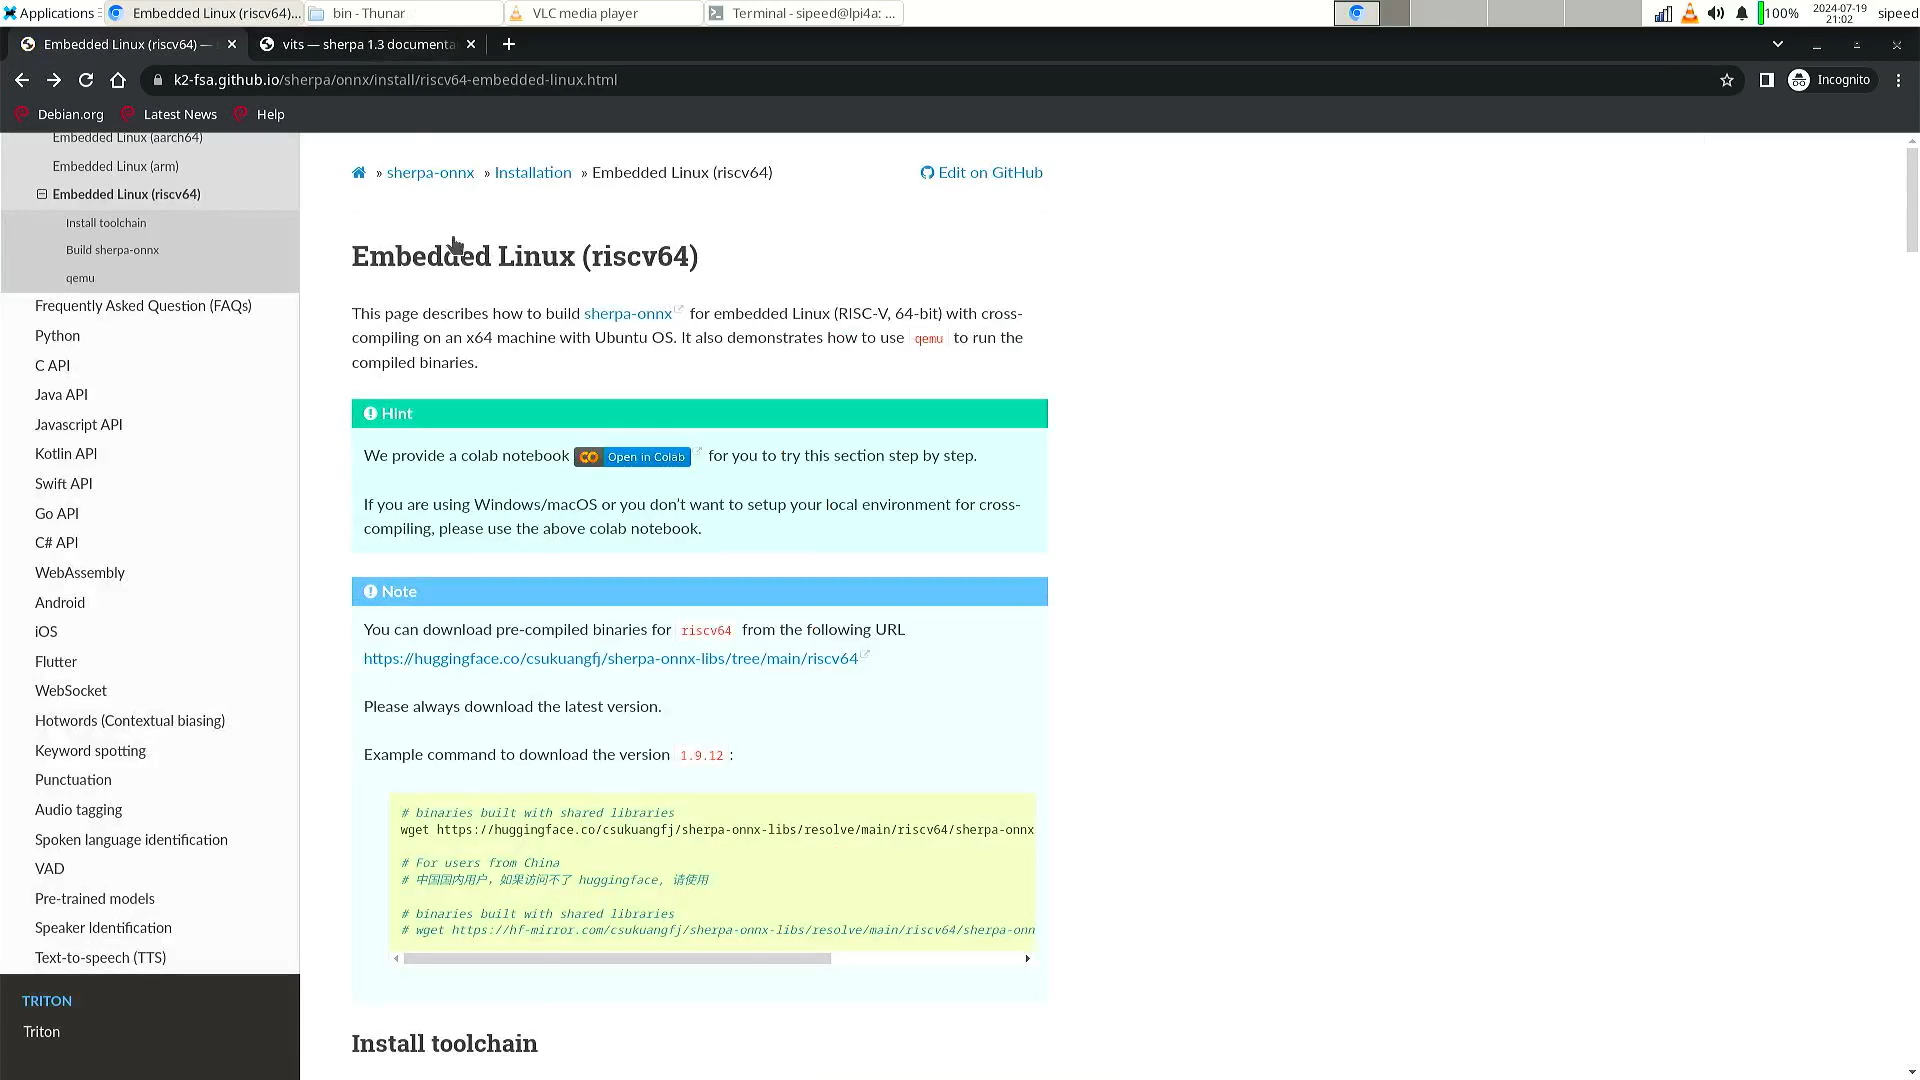 Applications
Embedded Linux (riscv64)...
bin - Thunar
VLC media player
Terminal - sipeed@lpi4a: ...
100%
2024-07-19
21:02
sipeed
Embedded Linux (riscv64) —
vits — sherpa 1.3 documenta
k2-fsa.github.io/sherpa/onnx/install/riscv64-embedded-linux.html
Incognito
Debian.org
Latest News
Help
Embedded Linux (aarch64)
Embedded Linux (arm)
Embedded Linux (riscv64)
Install toolchain
Build sherpa-onnx
qemu
Frequently Asked Question (FAQs)
Python
C API
Java API
Javascript API
Kotlin API
Swift API
Go API
C# API
WebAssembly
Android
iOS
Flutter
WebSocket
Hotwords (Contextual biasing)
Keyword spotting
Punctuation
Audio tagging
Spoken language identification
VAD
Pre-trained models
Speaker Identification
Text-to-speech (TTS)
TRITON
Triton
» sherpa-onnx » Installation » Embedded Linux (riscv64)
Edit on GitHub
Embedded Linux (riscv64)
This page describes how to build sherpa-onnx for embedded Linux (RISC-V, 64-bit) with cross-
compiling on an x64 machine with Ubuntu OS. It also demonstrates how to use qemu to run the
compiled binaries.
Hint
We provide a colab notebook Open in Colab for you to try this section step by step.
If you are using Windows/macOS or you don't want to setup your local environment for cross-
compiling, please use the above colab notebook.
Note
You can download pre-compiled binaries for riscv64 from the following URL
https://huggingface.co/csukuangfj/sherpa-onnx-libs/tree/main/riscv64
Please always download the latest version.
Example command to download the version 1.9.12 :
# binaries built with shared libraries
wget https://huggingface.co/csukuangfj/sherpa-onnx-libs/resolve/main/riscv64/sherpa-onnx
# For users from China
# 中国国内用户，如果访问不了 huggingface, 请使用
# binaries built with shared libraries
# wget https://hf-mirror.com/csukuangfj/sherpa-onnx-libs/resolve/main/riscv64/sherpa-onn
Install toolchain